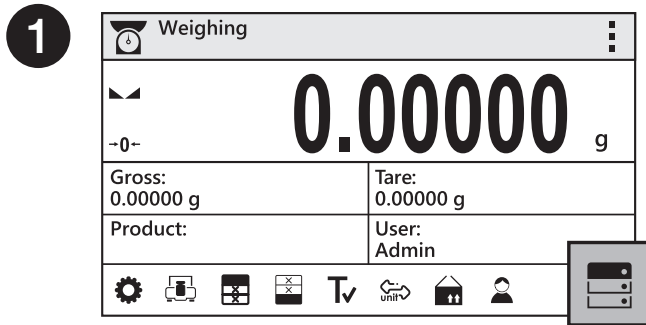 1
Weighing
0.00000 g
→0←
Gross:
0.00000 g
Tare:
0.00000 g
Product:
User:
Admin
T
unit